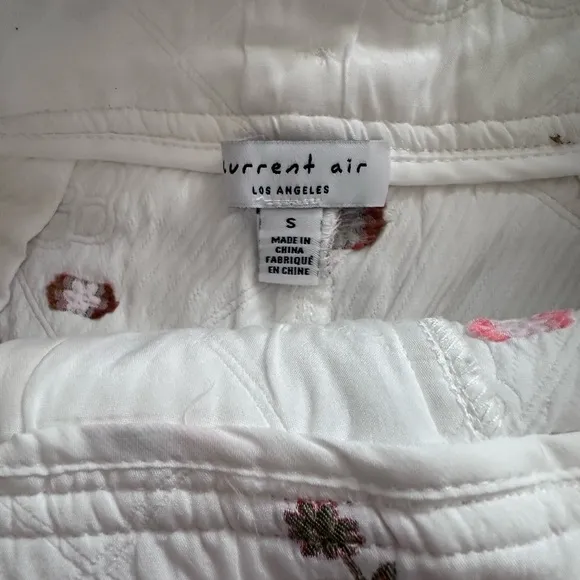 current air
LOS ANGELES
S
MADE IN
CHINA
FABRIQUÉ
EN CHINE